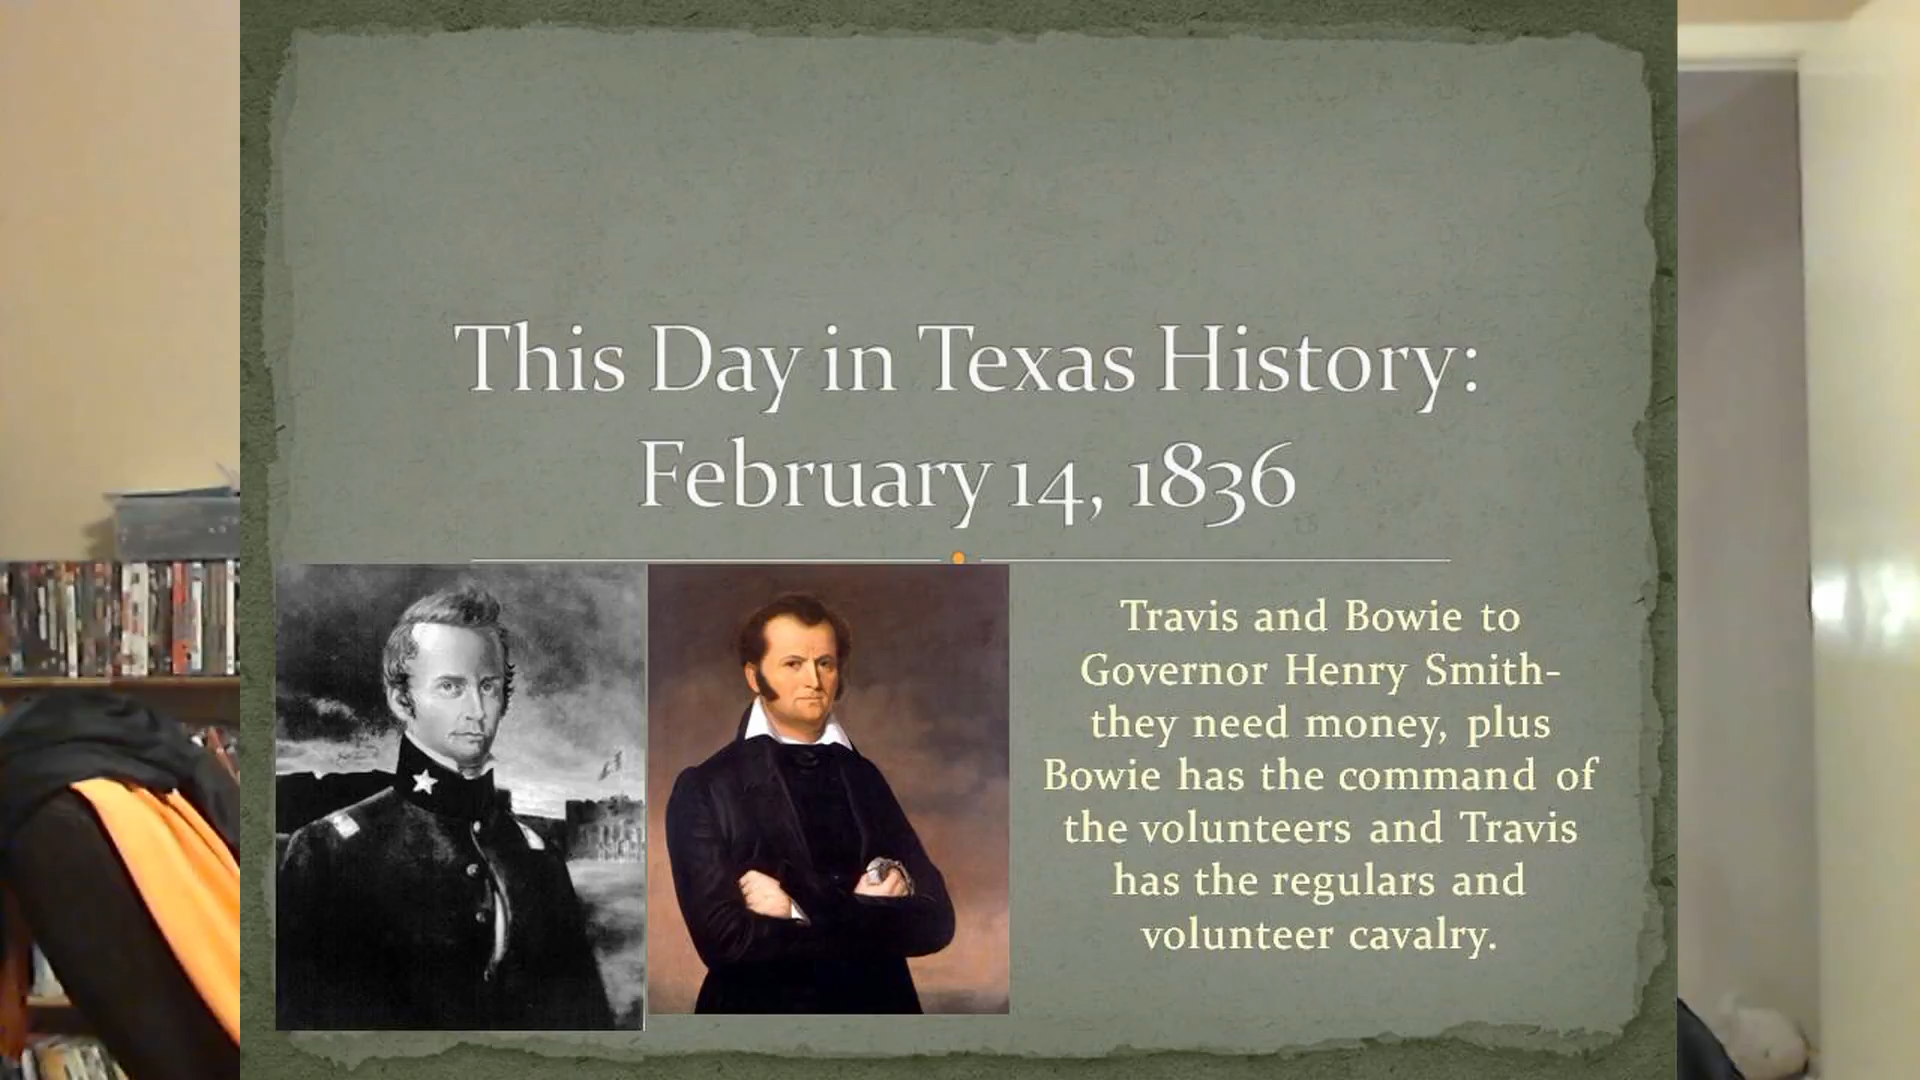 This Day in Texas History:
February 14, 1836
Travis and Bowie to
Governor Henry Smith-
they need money, plus
Bowie has the command of
the volunteers and Travis
has the regulars and
volunteer cavalry.